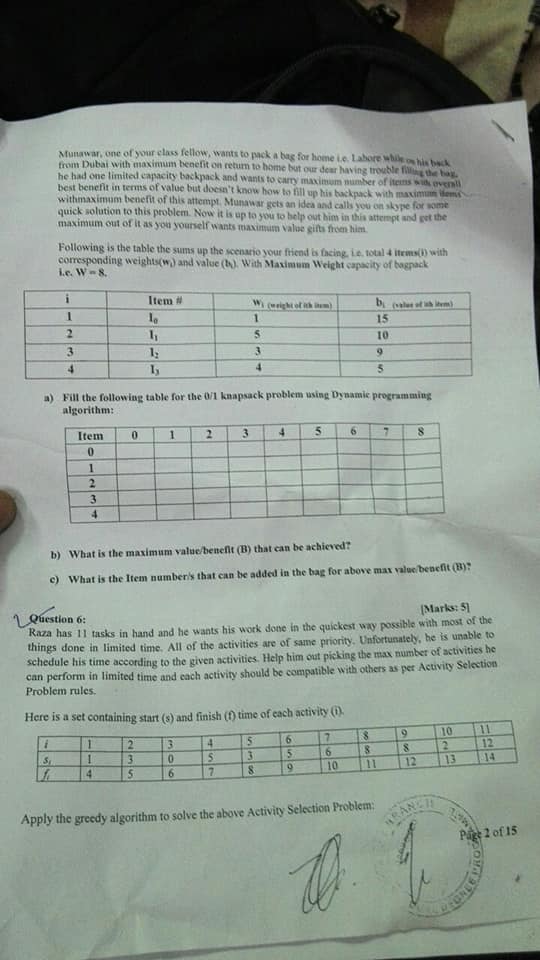 Munawar, one of your class fellow, wants to pack a bag for home i.e. Lahore while on his back
from Dubai with maximum benefit on return to home but our dear having trouble filling the bag,
he had one limited capacity backpack and wants to carry maximum number of items with overall
best benefit in terms of value but doesn't know how to fill up his backpack with maximum items
withmaximum benefit of this attempt. Munawar gets an idea and calls you on skype for some
quick solution to this problem. Now it is up to you to help out him in this attempt and get the
maximum out of it as you yourself wants maximum value gifts from him.
Following is the table the sums up the scenario your friend is facing, i.e. total 4 items(i) with
corresponding weights(wᵢ) and value (bᵢ). With Maximum Weight capacity of bagpack
i.e. W = 8.
i Item # Wᵢ (weight of ith item) bᵢ (value of ith item)
1 I₀ 1 15
2 I₁ 5 10
3 I₂ 3 9
4 I₃ 4 5
a) Fill the following table for the 0/1 knapsack problem using Dynamic programming
algorithm:
Item 0 1 2 3 4 5 6 7 8
0
1
2
3
4
b) What is the maximum value/benefit (B) that can be achieved?
c) What is the Item number/s that can be added in the bag for above max value/benefit (B)?
Question 6: [Marks: 5]
Raza has 11 tasks in hand and he wants his work done in the quickest way possible with most of the
things done in limited time. All of the activities are of same priority. Unfortunately, he is unable to
schedule his time according to the given activities. Help him out picking the max number of activities he
can perform in limited time and each activity should be compatible with others as per Activity Selection
Problem rules.
Here is a set containing start (s) and finish (f) time of each activity (i).
i 1 2 3 4 5 6 7 8 9 10 11
sᵢ 1 3 0 5 3 5 6 8 8 2 12
fᵢ 4 5 6 7 8 9 10 11 12 13 14
Apply the greedy algorithm to solve the above Activity Selection Problem:
Page 2 of 15